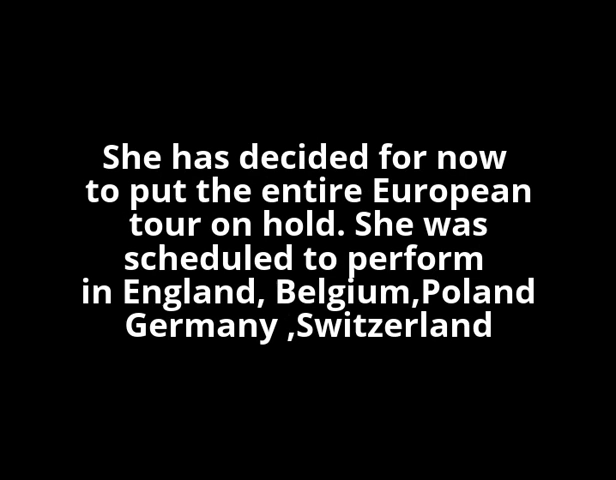 She has decided for now
to put the entire European
tour on hold. She was
scheduled to perform
in England, Belgium,Poland
Germany ,Switzerland